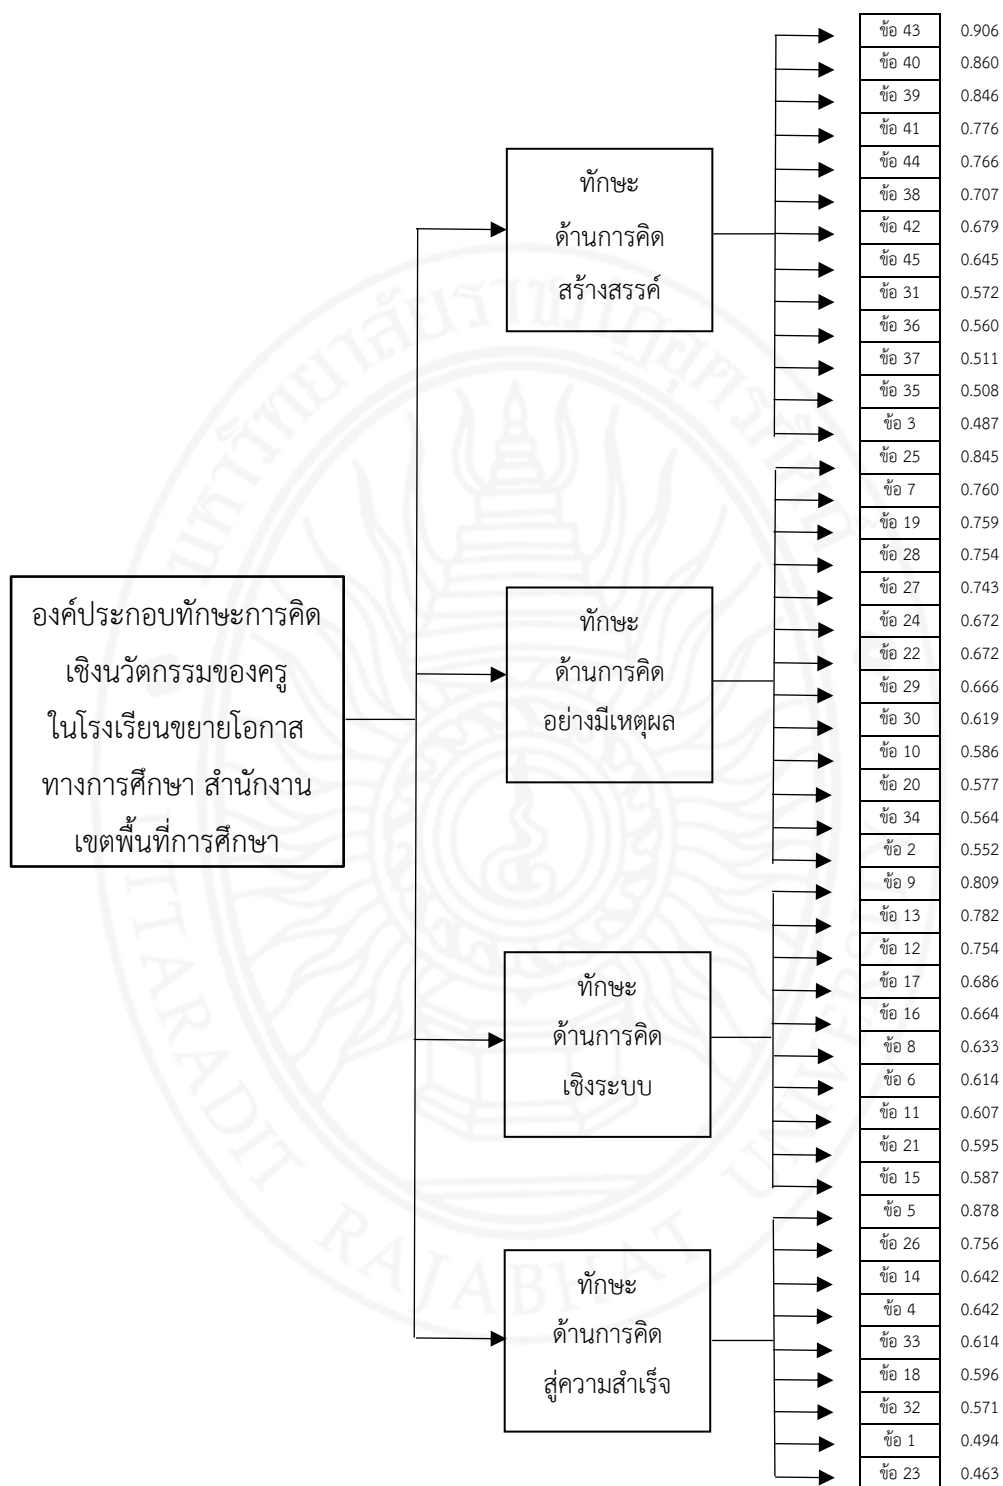 องค์ประกอบทักษะการคิด
เชิงนวัตกรรมของครู
ในโรงเรียนขยายโอกาส
ทางการศึกษา สำนักงาน
เขตพื้นที่การศึกษา
ทักษะ
ด้านการคิด
สร้างสรรค์
ข้อ 43 0.906
ข้อ 40 0.860
ข้อ 39 0.846
ข้อ 41 0.776
ข้อ 44 0.766
ข้อ 38 0.707
ข้อ 42 0.679
ข้อ 45 0.645
ข้อ 31 0.572
ข้อ 36 0.560
ข้อ 37 0.511
ข้อ 35 0.508
ข้อ 3 0.487
ทักษะ
ด้านการคิด
อย่างมีเหตุผล
ข้อ 25 0.845
ข้อ 7 0.760
ข้อ 19 0.759
ข้อ 28 0.754
ข้อ 27 0.743
ข้อ 24 0.672
ข้อ 22 0.672
ข้อ 29 0.666
ข้อ 30 0.619
ข้อ 10 0.586
ข้อ 20 0.577
ข้อ 34 0.564
ข้อ 2 0.552
ทักษะ
ด้านการคิด
เชิงระบบ
ข้อ 9 0.809
ข้อ 13 0.782
ข้อ 12 0.754
ข้อ 17 0.686
ข้อ 16 0.664
ข้อ 8 0.633
ข้อ 6 0.614
ข้อ 11 0.607
ข้อ 21 0.595
ข้อ 15 0.587
ทักษะ
ด้านการคิด
สู่ความสำเร็จ
ข้อ 5 0.878
ข้อ 26 0.756
ข้อ 14 0.642
ข้อ 4 0.642
ข้อ 33 0.614
ข้อ 18 0.596
ข้อ 32 0.571
ข้อ 1 0.494
ข้อ 23 0.463